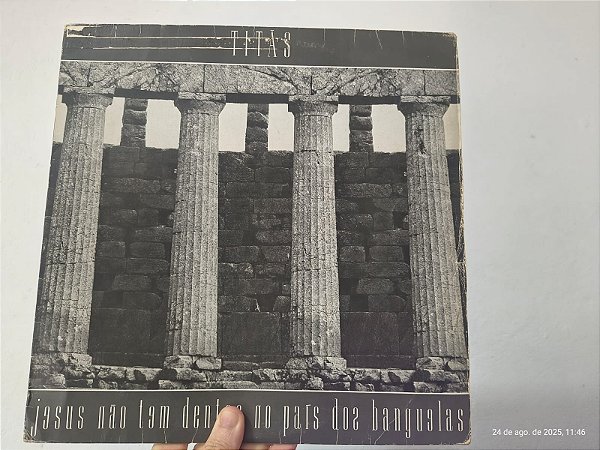 TITÃS
jesus não tem dentes no país dos banguelas
24 de ago. de 2025, 11:46